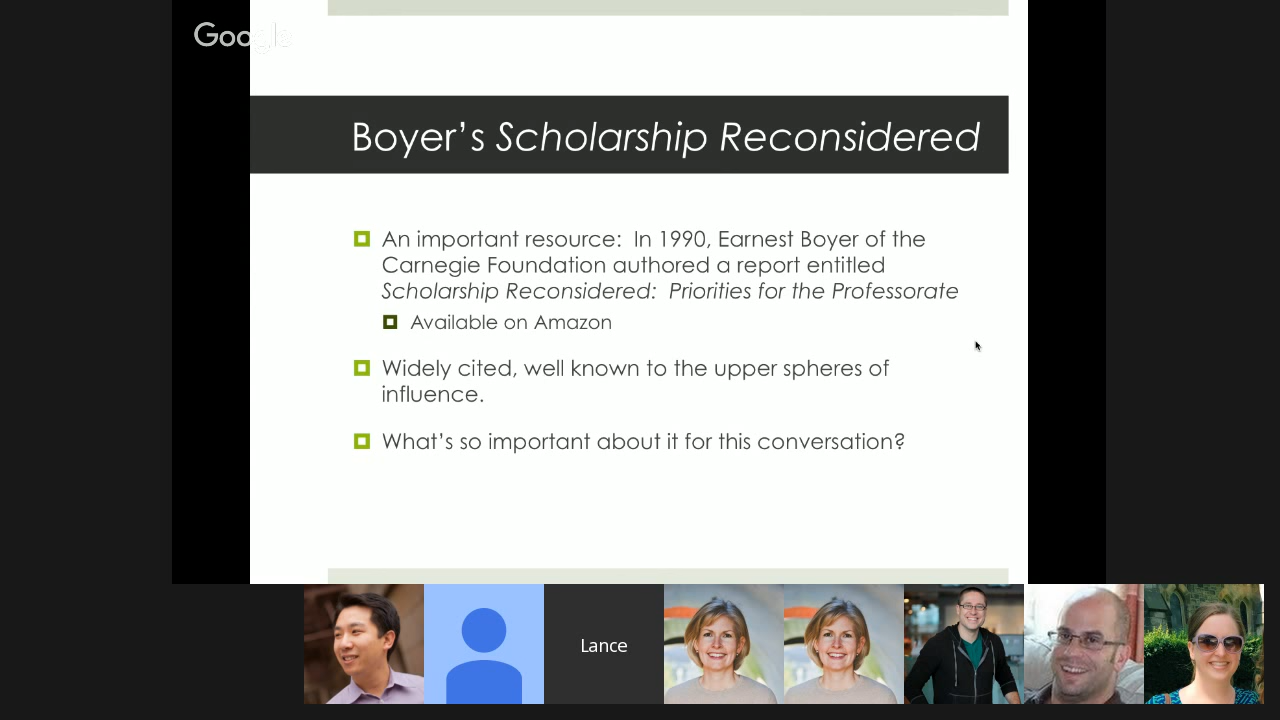 Google
Boyer’s Scholarship Reconsidered
An important resource:  In 1990, Earnest Boyer of the
Carnegie Foundation authored a report entitled
Scholarship Reconsidered:  Priorities for the Professorate
Available on Amazon
Widely cited, well known to the upper spheres of
influence.
What’s so important about it for this conversation?
Lance